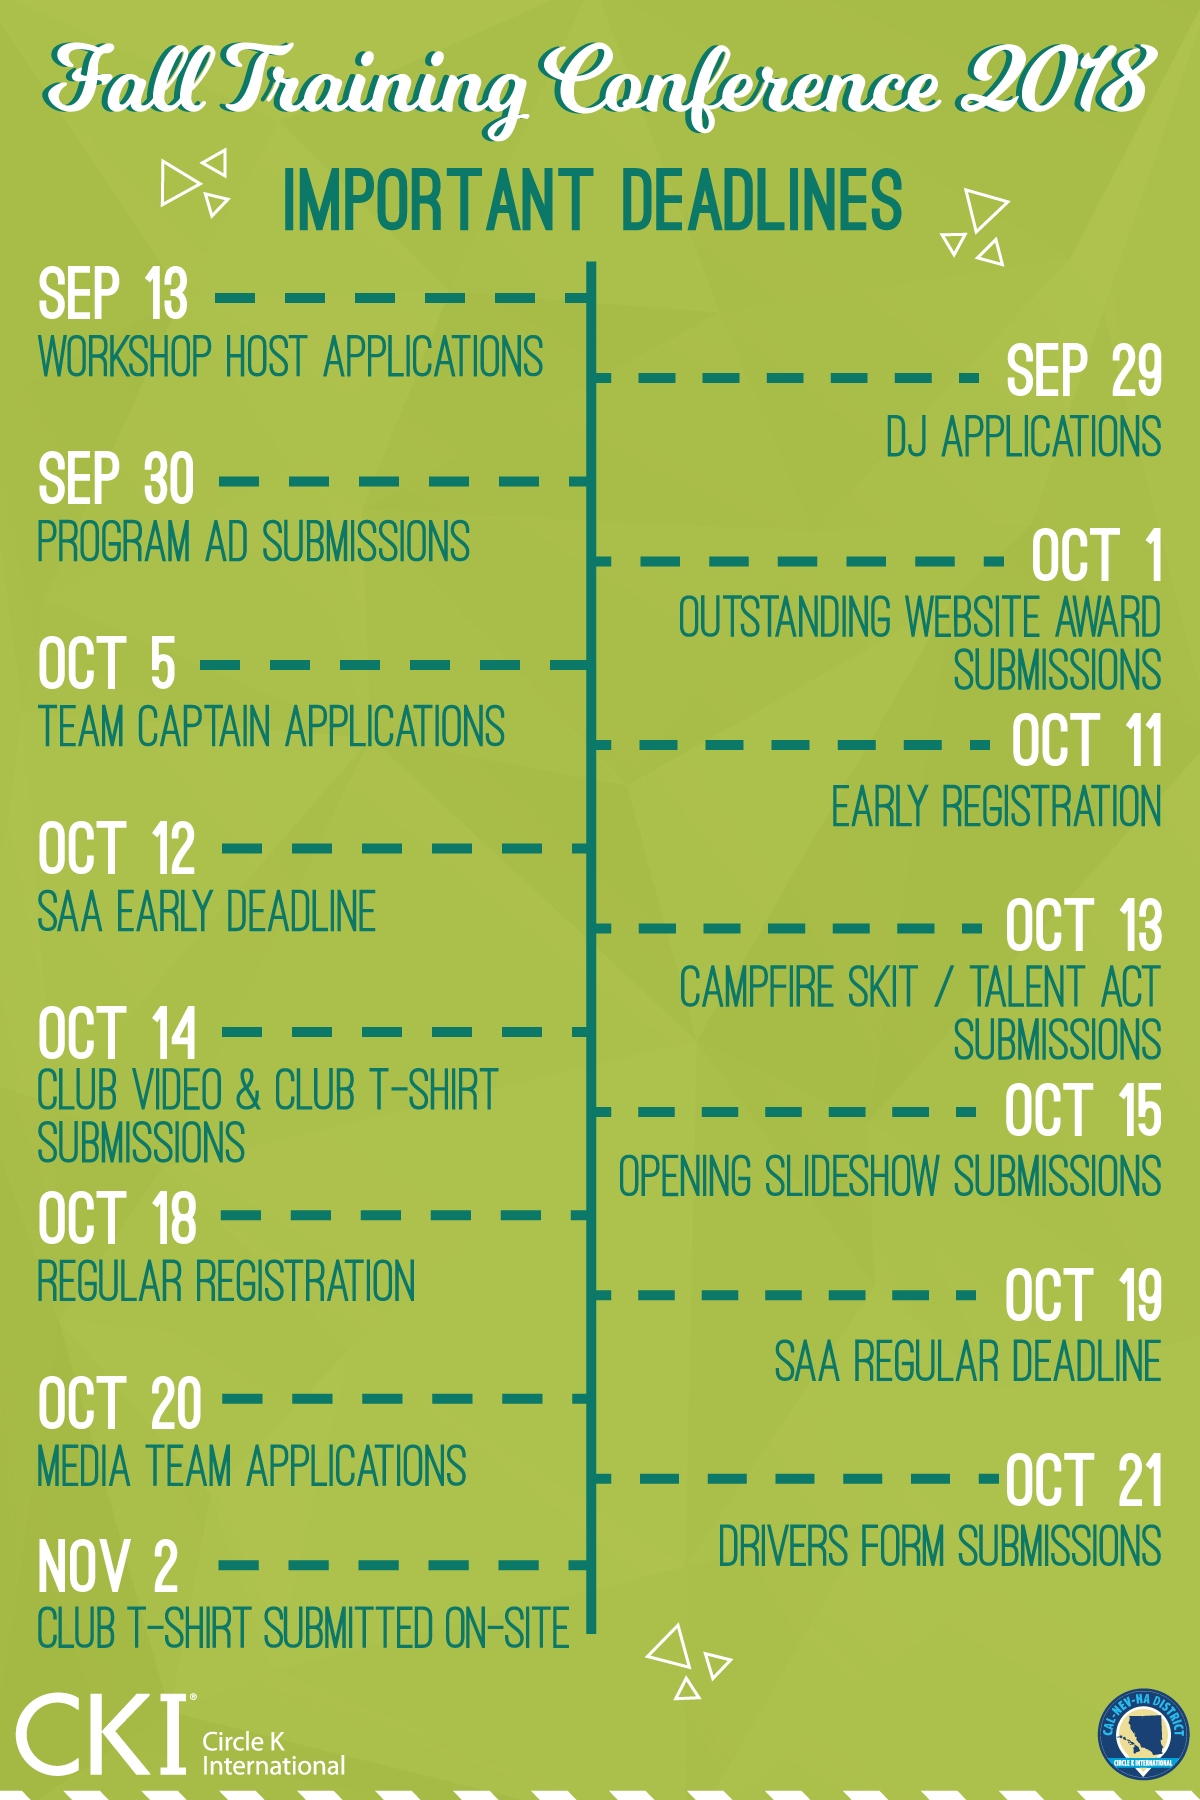 Fall Training Conference 2018
IMPORTANT DEADLINES
SEP 13
WORKSHOP HOST APPLICATIONS
SEP 29
DJ APPLICATIONS
SEP 30
PROGRAM AD SUBMISSIONS
OCT 1
OUTSTANDING WEBSITE AWARD
SUBMISSIONS
OCT 5
TEAM CAPTAIN APPLICATIONS
OCT 11
EARLY REGISTRATION
OCT 12
SAA EARLY DEADLINE
OCT 13
CAMPFIRE SKIT / TALENT ACT
SUBMISSIONS
OCT 14
CLUB VIDEO & CLUB T-SHIRT
SUBMISSIONS
OCT 15
OPENING SLIDESHOW SUBMISSIONS
OCT 18
REGULAR REGISTRATION
OCT 19
SAA REGULAR DEADLINE
OCT 20
MEDIA TEAM APPLICATIONS
OCT 21
DRIVERS FORM SUBMISSIONS
NOV 2
CLUB T-SHIRT SUBMITTED ON-SITE
CKI®
Circle K
International
CAL-NEV-HA DISTRICT
CIRCLE K INTERNATIONAL